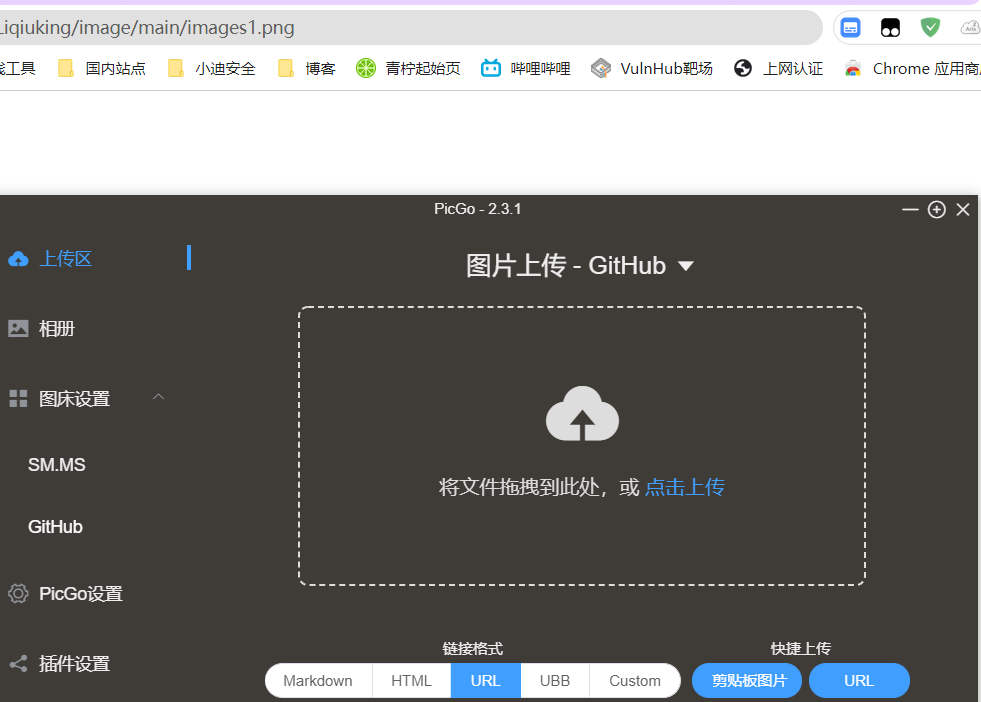 Liqiuking/image/main/images1.png
线工具 国内站点 小迪安全 博客 青柠起始页 哔哩哔哩 VulnHub靶场 上网认证 Chrome 应用商
PicGo - 2.3.1
上传区
图片上传 - GitHub
相册
图床设置
SM.MS
将文件拖拽到此处，或 点击上传
GitHub
PicGo设置
链接格式 快捷上传
插件设置
Markdown HTML URL UBB Custom 剪贴板图片 URL